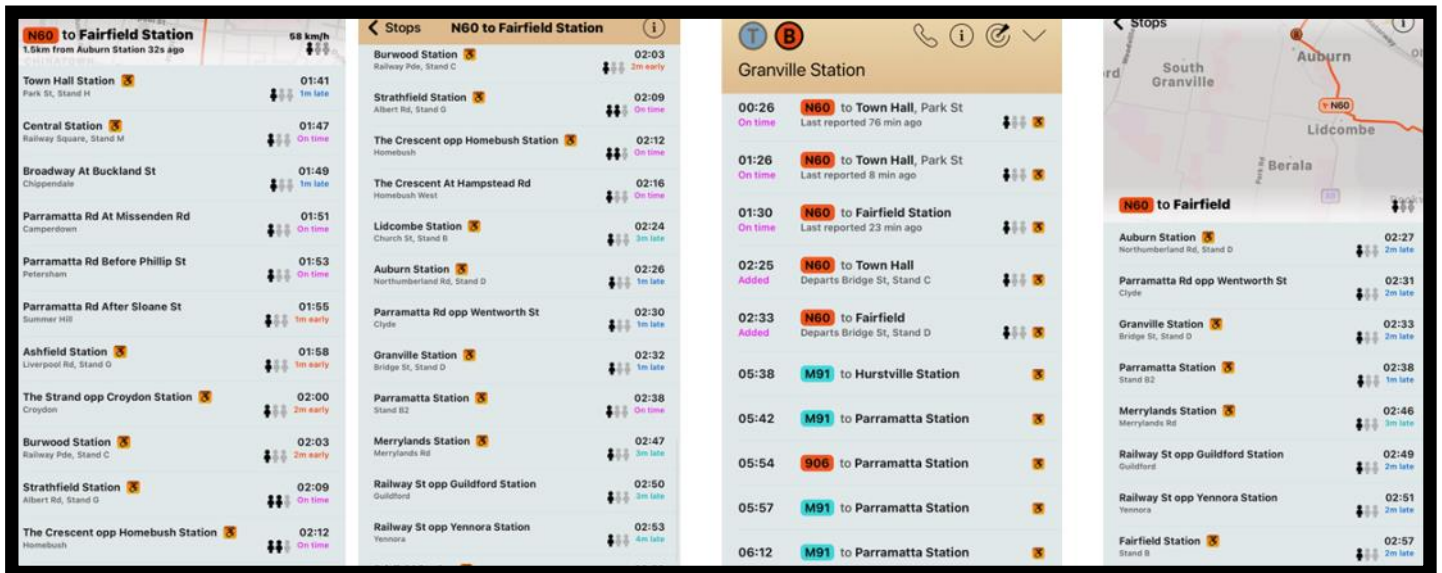 N60 to Fairfield Station
58 km/h
1.5km from Auburn Station 32s ago
CHINATOWN
Town Hall Station
01:41
Park St, Stand H
1m late
Central Station
01:47
Railway Square, Stand M
On time
Broadway At Buckland St
01:49
Chippendale
1m late
Parramatta Rd At Missenden Rd
01:51
Camperdown
On time
Parramatta Rd Before Phillip St
01:53
Petersham
On time
Parramatta Rd After Sloane St
01:55
Summer Hill
1m early
Ashfield Station
01:58
Liverpool Rd, Stand G
1m early
The Strand opp Croydon Station
02:00
Croydon
2m early
Burwood Station
02:03
Railway Pde, Stand C
2m early
Strathfield Station
02:09
Albert Rd, Stand G
On time
The Crescent opp Homebush Station
02:12
Homebush
On time
Stops
N60 to Fairfield Station
i
Burwood Station
02:03
Railway Pde, Stand C
2m early
Strathfield Station
02:09
Albert Rd, Stand G
On time
The Crescent opp Homebush Station
02:12
Homebush
On time
The Crescent At Hampstead Rd
02:16
Homebush West
On time
Lidcombe Station
02:24
Church St, Stand B
3m late
Auburn Station
02:26
Northumberland Rd, Stand D
1m late
Parramatta Rd opp Wentworth St
02:30
Clyde
1m late
Granville Station
02:32
Bridge St, Stand D
1m late
Parramatta Station
02:38
Stand B2
On time
Merrylands Station
02:47
Merrylands Rd
3m late
Railway St opp Guildford Station
02:50
Guildford
3m late
Railway St opp Yennora Station
02:53
Yennora
4m late
T B
i
Granville Station
00:26
N60 to Town Hall, Park St
On time
Last reported 76 min ago
01:26
N60 to Town Hall, Park St
On time
Last reported 8 min ago
01:30
N60 to Fairfield Station
On time
Last reported 23 min ago
02:25
N60 to Town Hall
Added
Departs Bridge St, Stand C
02:33
N60 to Fairfield
Added
Departs Bridge St, Stand D
05:38
M91 to Hurstville Station
05:42
M91 to Parramatta Station
05:54
906 to Parramatta Station
05:57
M91 to Parramatta Station
06:12
M91 to Parramatta Station
Stops
Auburn
South
Granville
N60
Lidcombe
Park Rd
Berala
N60 to Fairfield
Auburn Station
02:27
Northumberland Rd, Stand D
2m late
Parramatta Rd opp Wentworth St
02:31
Clyde
2m late
Granville Station
02:33
Bridge St, Stand D
2m late
Parramatta Station
02:38
Stand B2
1m late
Merrylands Station
02:46
Merrylands Rd
3m late
Railway St opp Guildford Station
02:49
Guildford
2m late
Railway St opp Yennora Station
02:51
Yennora
2m late
Fairfield Station
02:57
Stand B
2m late